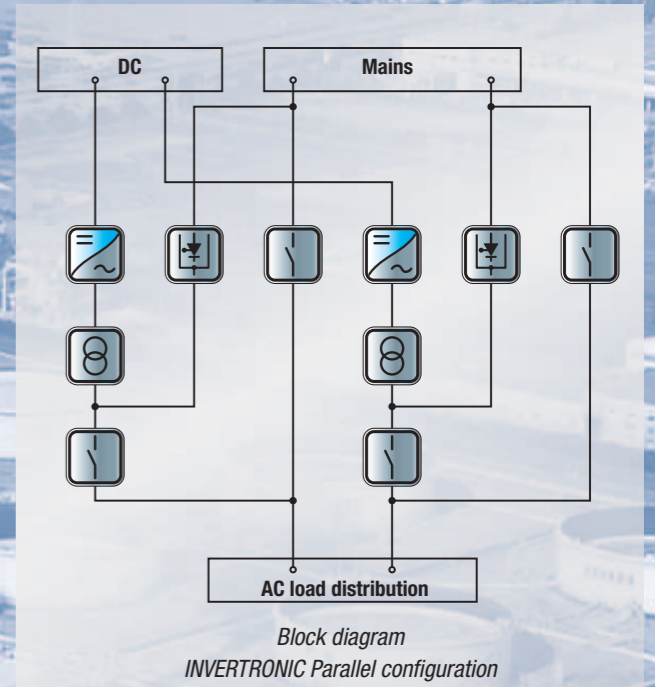 DC
Mains
AC load distribution
Block diagram
INVERTRONIC Parallel configuration